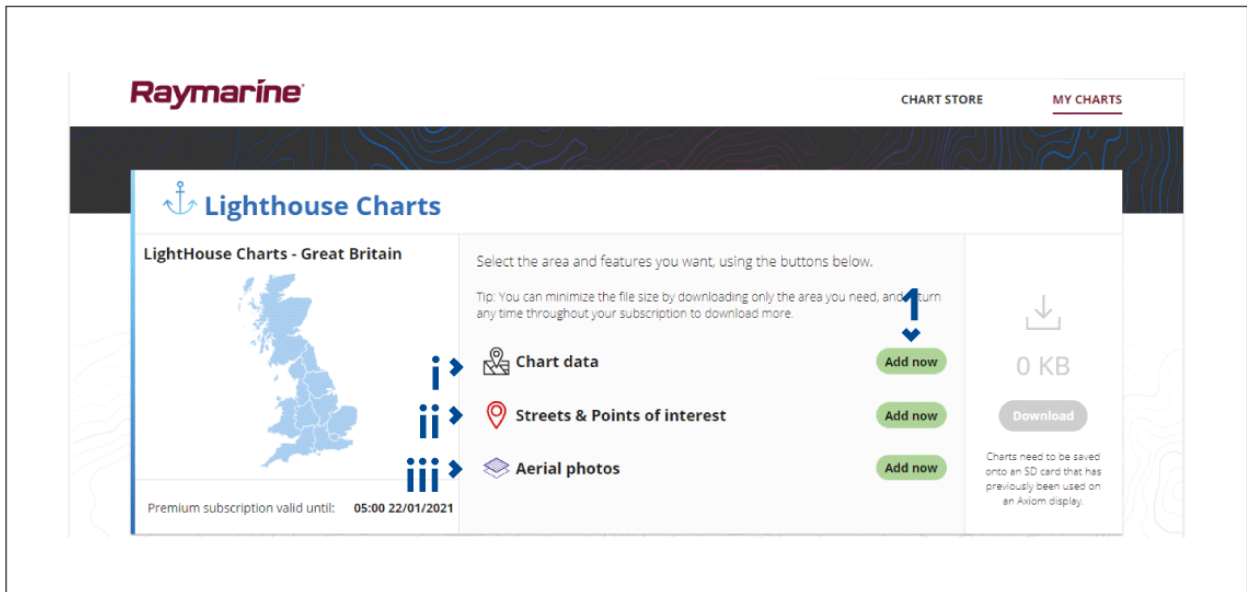 Raymarine
CHART STORE
MY CHARTS
Lighthouse Charts
LightHouse Charts - Great Britain
Select the area and features you want, using the buttons below.
Tip: You can minimize the file size by downloading only the area you need, and return
any time throughout your subscription to download more.
1
i
Chart data
Add now
ii
Streets & Points of interest
Add now
iii
Aerial photos
Add now
Premium subscription valid until: 05:00 22/01/2021
0 KB
Download
Charts need to be saved
onto an SD card that has
previously been used on
an Axiom display.